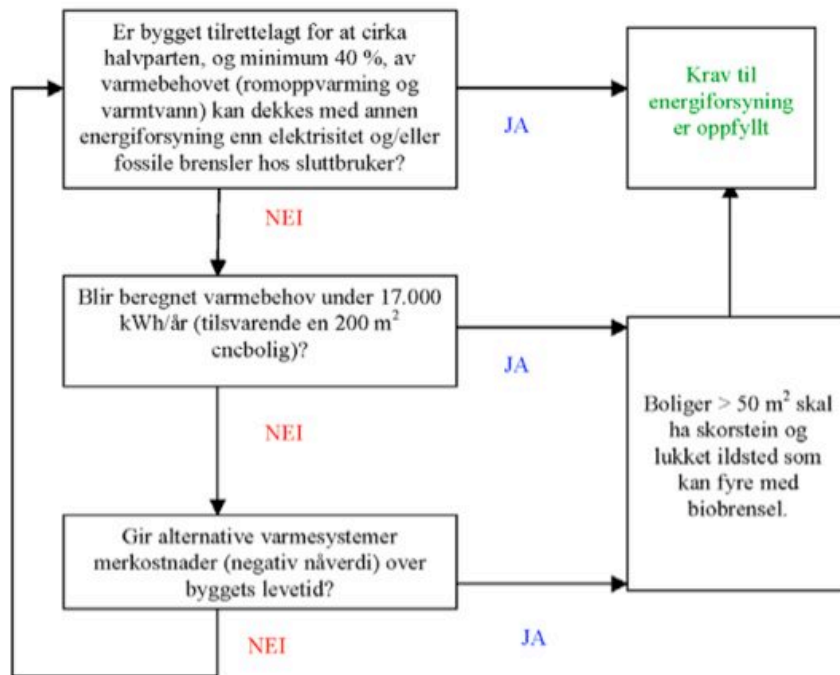 Er bygget tilrettelagt for at cirka
halvparten, og minimum 40 %, av
varmebehovet (romoppvarming og
varmtvann) kan dekkes med annen
energiforsyning enn elektrisitet og/eller
fossile brensler hos sluttbruker?
JA
Krav til
energiforsyning
er oppfyllt
NEI
Blir beregnet varmebehov under 17.000
kWh/år (tilsvarende en 200 m²
enebolig)?
JA
Boliger > 50 m² skal
ha skorstein og
lukket ildsted som
kan fyre med
biobrensel.
NEI
Gir alternative varmesystemer
merkostnader (negativ nåverdi) over
byggets levetid?
NEI
JA